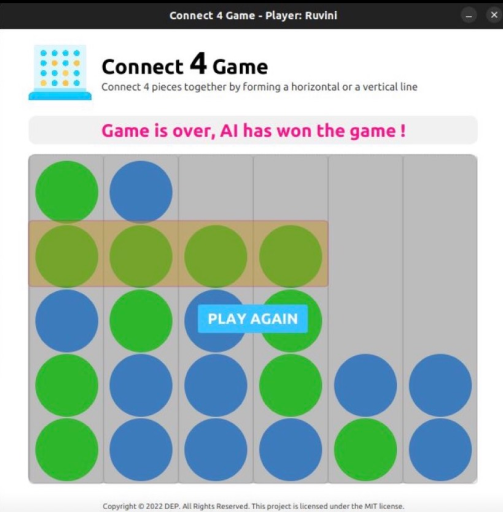 Connect 4 Game - Player: Ruvini
Connect 4 Game
Connect 4 pieces together by forming a horizontal or a vertical line
Game is over, AI has won the game !
PLAY AGAIN
Copyright © 2022 DEP. All Rights Reserved. This project is licensed under the MIT license.